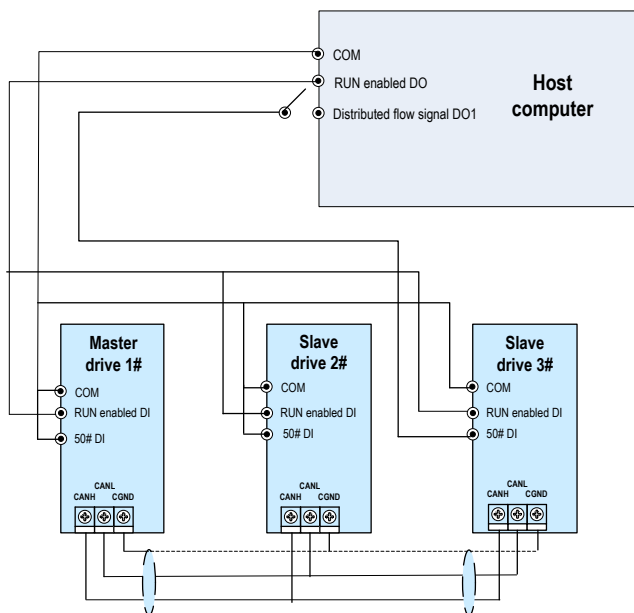 COM
RUN enabled DO
Distributed flow signal DO1
Host
computer
Master
drive 1#
COM
RUN enabled DI
50# DI
CANL
CANH CGND
Slave
drive 2#
COM
RUN enabled DI
50# DI
CANL
CANH CGND
Slave
drive 3#
COM
RUN enabled DI
50# DI
CANL
CANH CGND